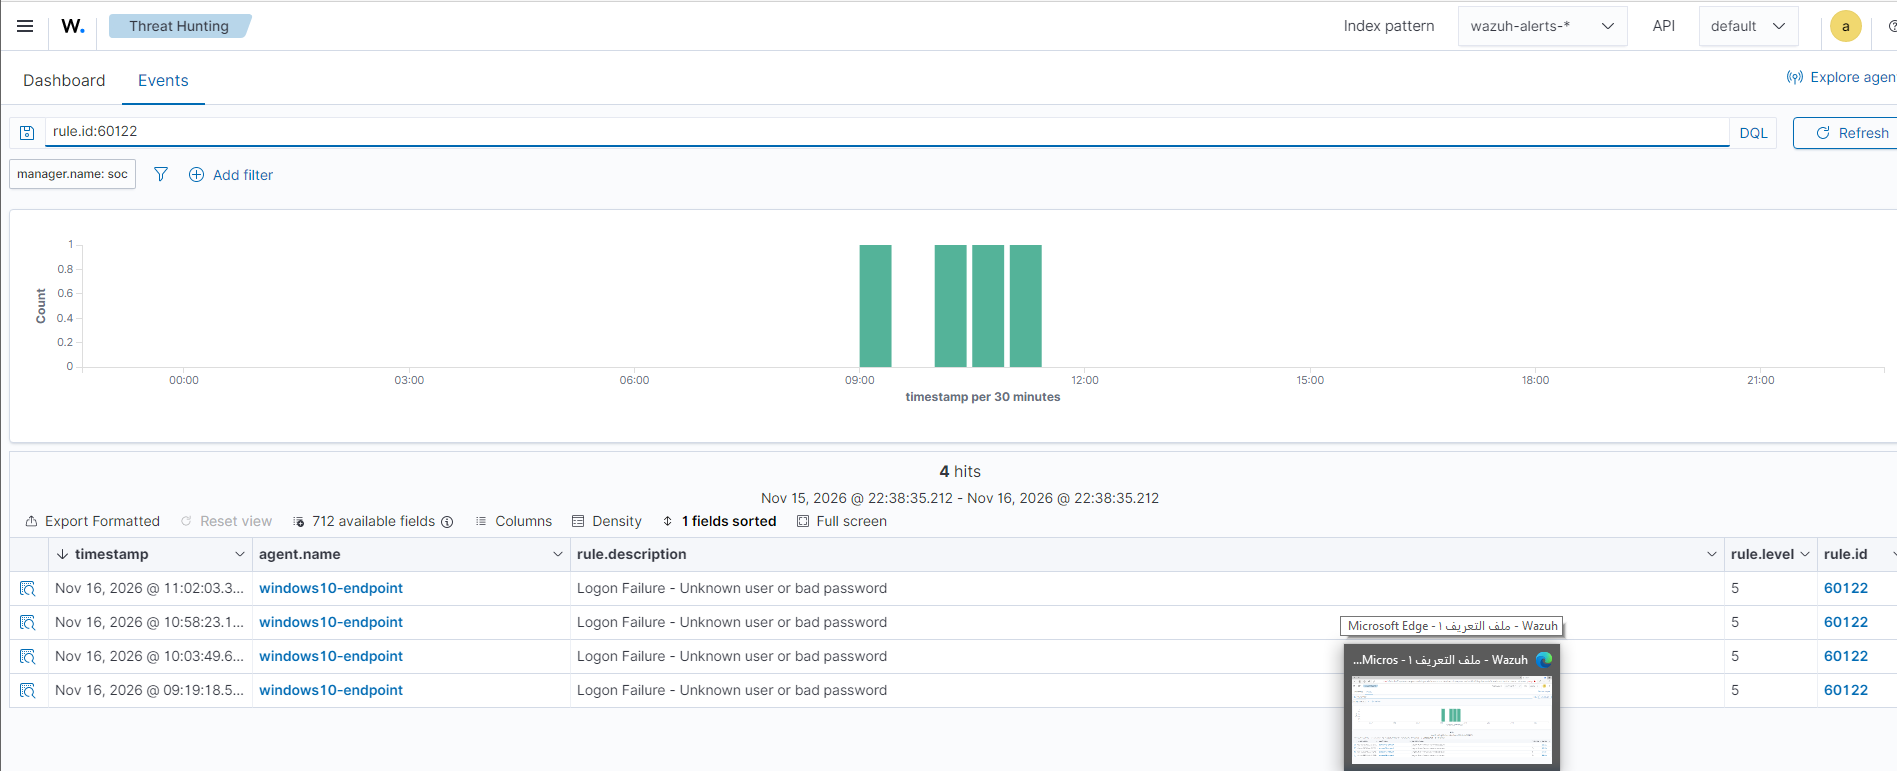 W. Threat Hunting Index pattern wazuh-alerts-* API default a
Dashboard Events Explore agen
rule.id:60122 DQL Refresh
manager.name: soc Add filter
1
0.8
0.6
0.4
0.2
0
Count
00:00 03:00 06:00 09:00 12:00 15:00 18:00 21:00
timestamp per 30 minutes
4 hits
Nov 15, 2026 @ 22:38:35.212 - Nov 16, 2026 @ 22:38:35.212
Export Formatted Reset view 712 available fields Columns Density 1 fields sorted Full screen
timestamp agent.name rule.description rule.level rule.id
Nov 16, 2026 @ 11:02:03.3... windows10-endpoint Logon Failure - Unknown user or bad password 5 60122
Nov 16, 2026 @ 10:58:23.1... windows10-endpoint Logon Failure - Unknown user or bad password 5 60122
Nov 16, 2026 @ 10:03:49.6... windows10-endpoint Logon Failure - Unknown user or bad password 5 60122
Nov 16, 2026 @ 09:19:18.5... windows10-endpoint Logon Failure - Unknown user or bad password 5 60122
Wazuh - ملف التعريف ١ - Microsoft Edge
Wazuh - ملف التعريف ١ - Micros...